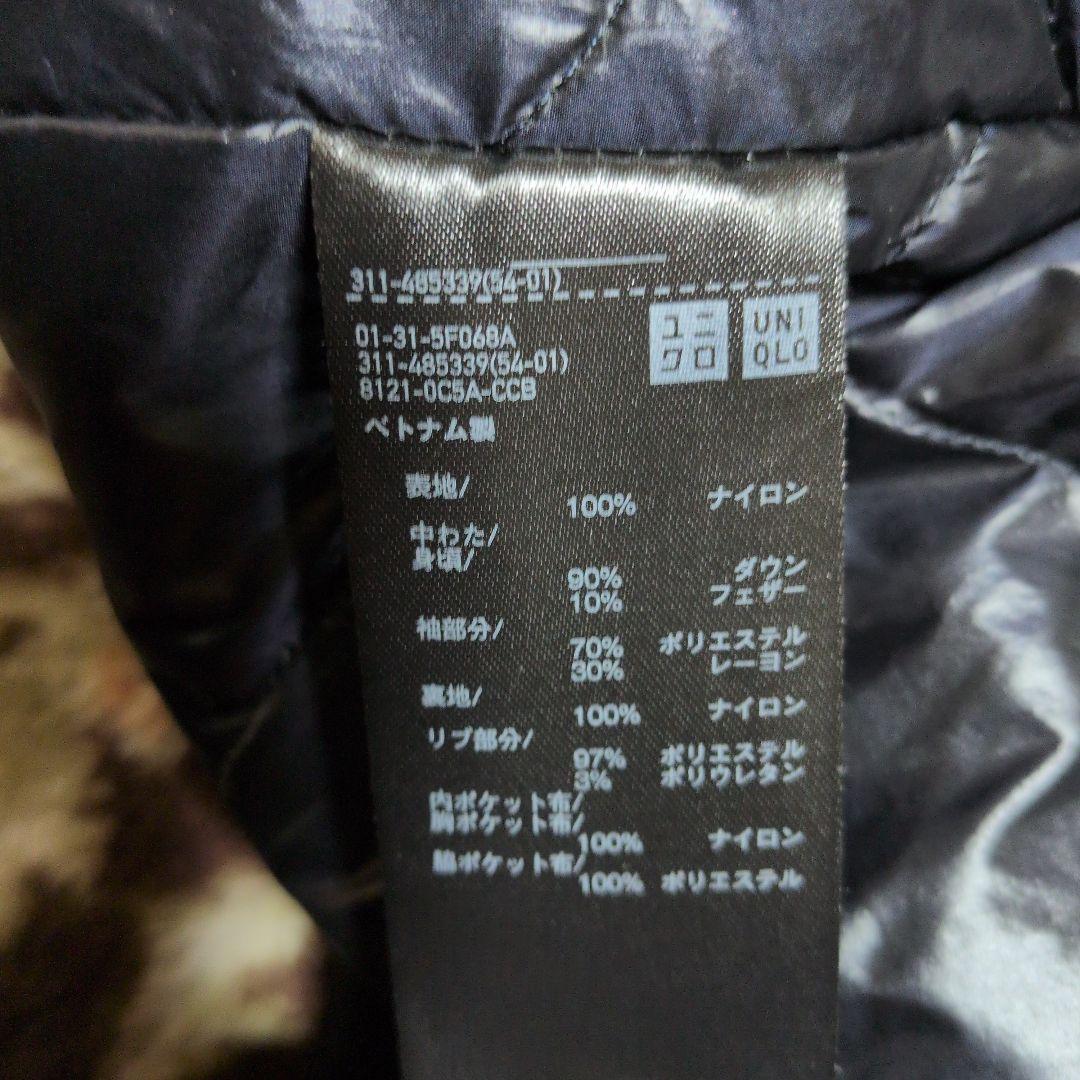 311-485339(54-01)
01-31-5F068A
311-485339(54-01)
8121-0C5A-CCB
ユニ
クロ
UNI
QLO
ベトナム製
表地/
100% ナイロン
中わた/
身頃/
90% ダウン
10% フェザー
袖部分/
70% ポリエステル
30% レーヨン
裏地/
100% ナイロン
リブ部分/
97% ポリエステル
3% ポリウレタン
内ポケット布/
胸ポケット布/
100% ナイロン
脇ポケット布/
100% ポリエステル